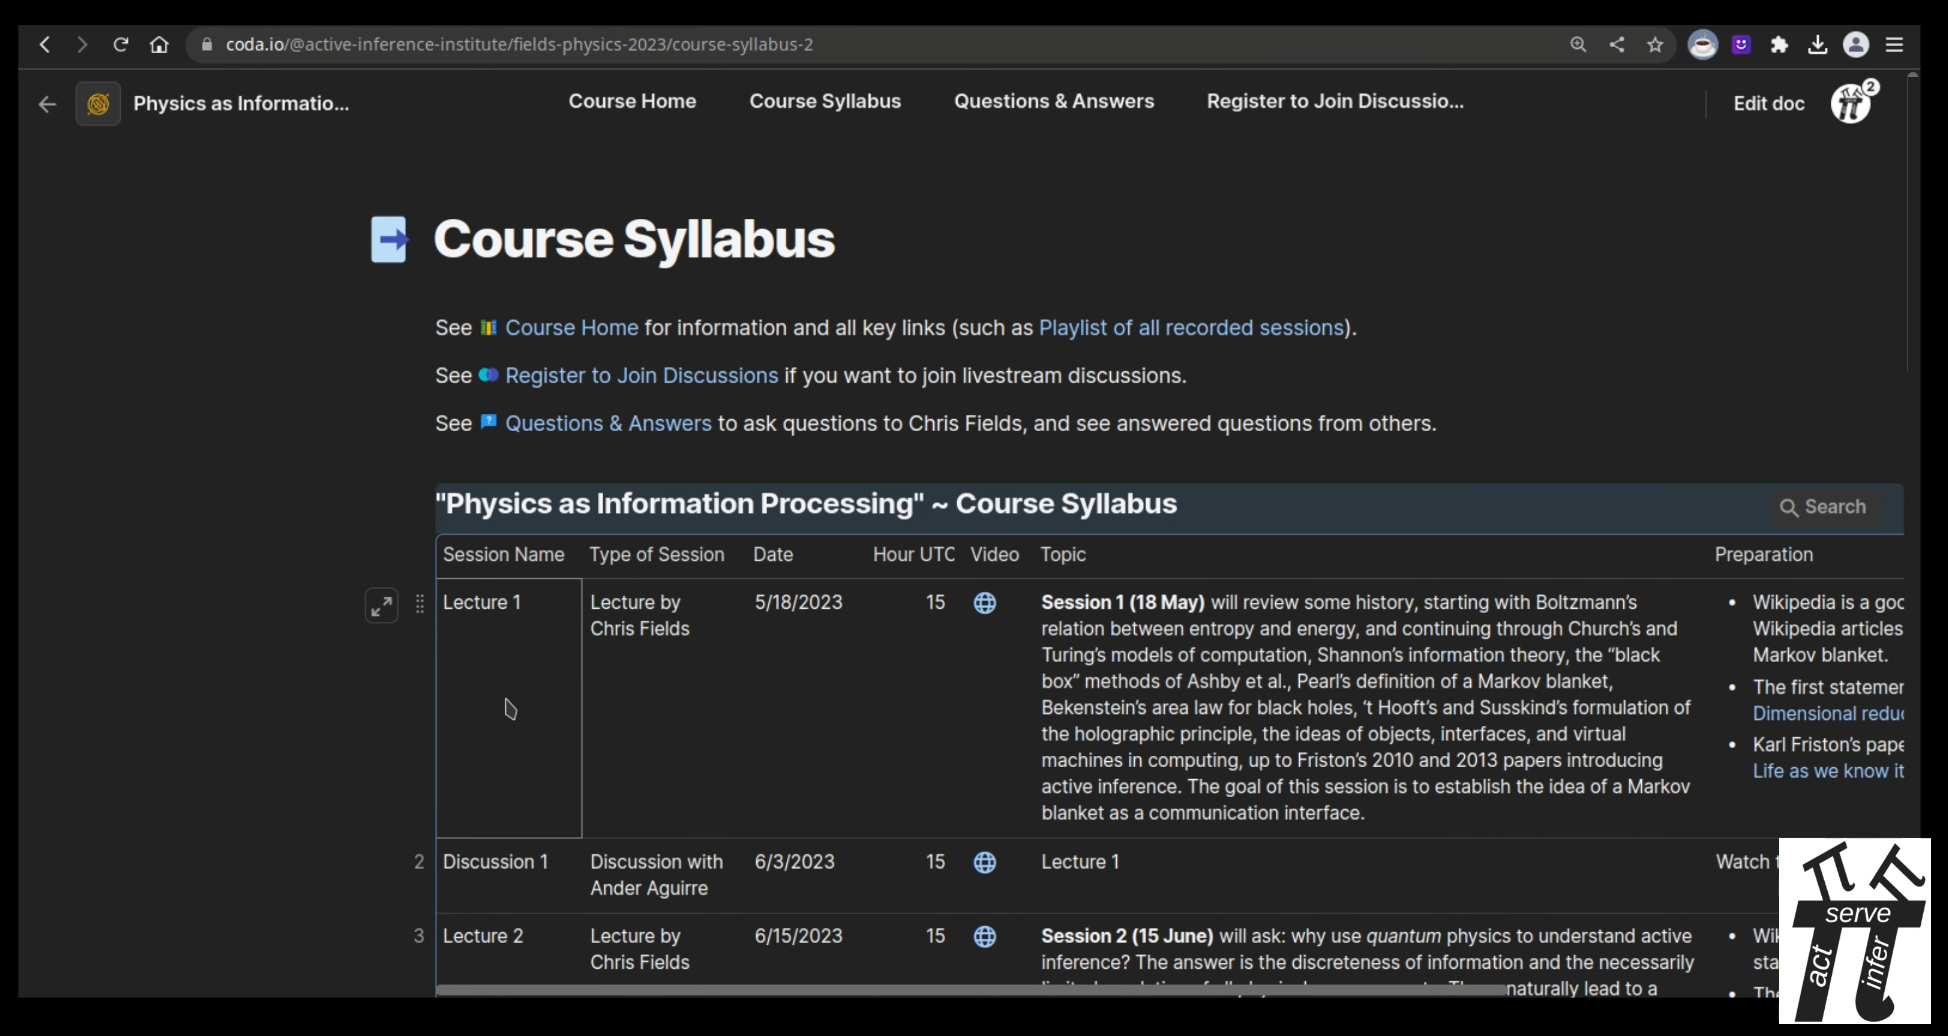 coda.io/@active-inference-institute/fields-physics-2023/course-syllabus-2
Physics as Informatio...
Course Home
Course Syllabus
Questions & Answers
Register to Join Discussio...
Edit doc
2
Course Syllabus
See Course Home for information and all key links (such as Playlist of all recorded sessions).
See Register to Join Discussions if you want to join livestream discussions.
See Questions & Answers to ask questions to Chris Fields, and see answered questions from others.
"Physics as Information Processing" ~ Course Syllabus
Search
Session Name Type of Session Date Hour UTC Video Topic Preparation
Lecture 1
Lecture by
Chris Fields
5/18/2023
15
Session 1 (18 May) will review some history, starting with Boltzmann's
relation between entropy and energy, and continuing through Church's and
Turing's models of computation, Shannon's information theory, the “black
box” methods of Ashby et al., Pearl's definition of a Markov blanket,
Bekenstein's area law for black holes, ‘t Hooft's and Susskind's formulation of
the holographic principle, the ideas of objects, interfaces, and virtual
machines in computing, up to Friston's 2010 and 2013 papers introducing
active inference. The goal of this session is to establish the idea of a Markov
blanket as a communication interface.
• Wikipedia is a goo
Wikipedia articles
Markov blanket.
• The first statemen
Dimensional reduc
• Karl Friston's pape
Life as we know it
2
Discussion 1
Discussion with
Ander Aguirre
6/3/2023
15
Lecture 1
Watch
3
Lecture 2
Lecture by
Chris Fields
6/15/2023
15
Session 2 (15 June) will ask: why use quantum physics to understand active
inference? The answer is the discreteness of information and the necessarily
naturally lead to a
• Wik
sta
• The
serve
act
infer